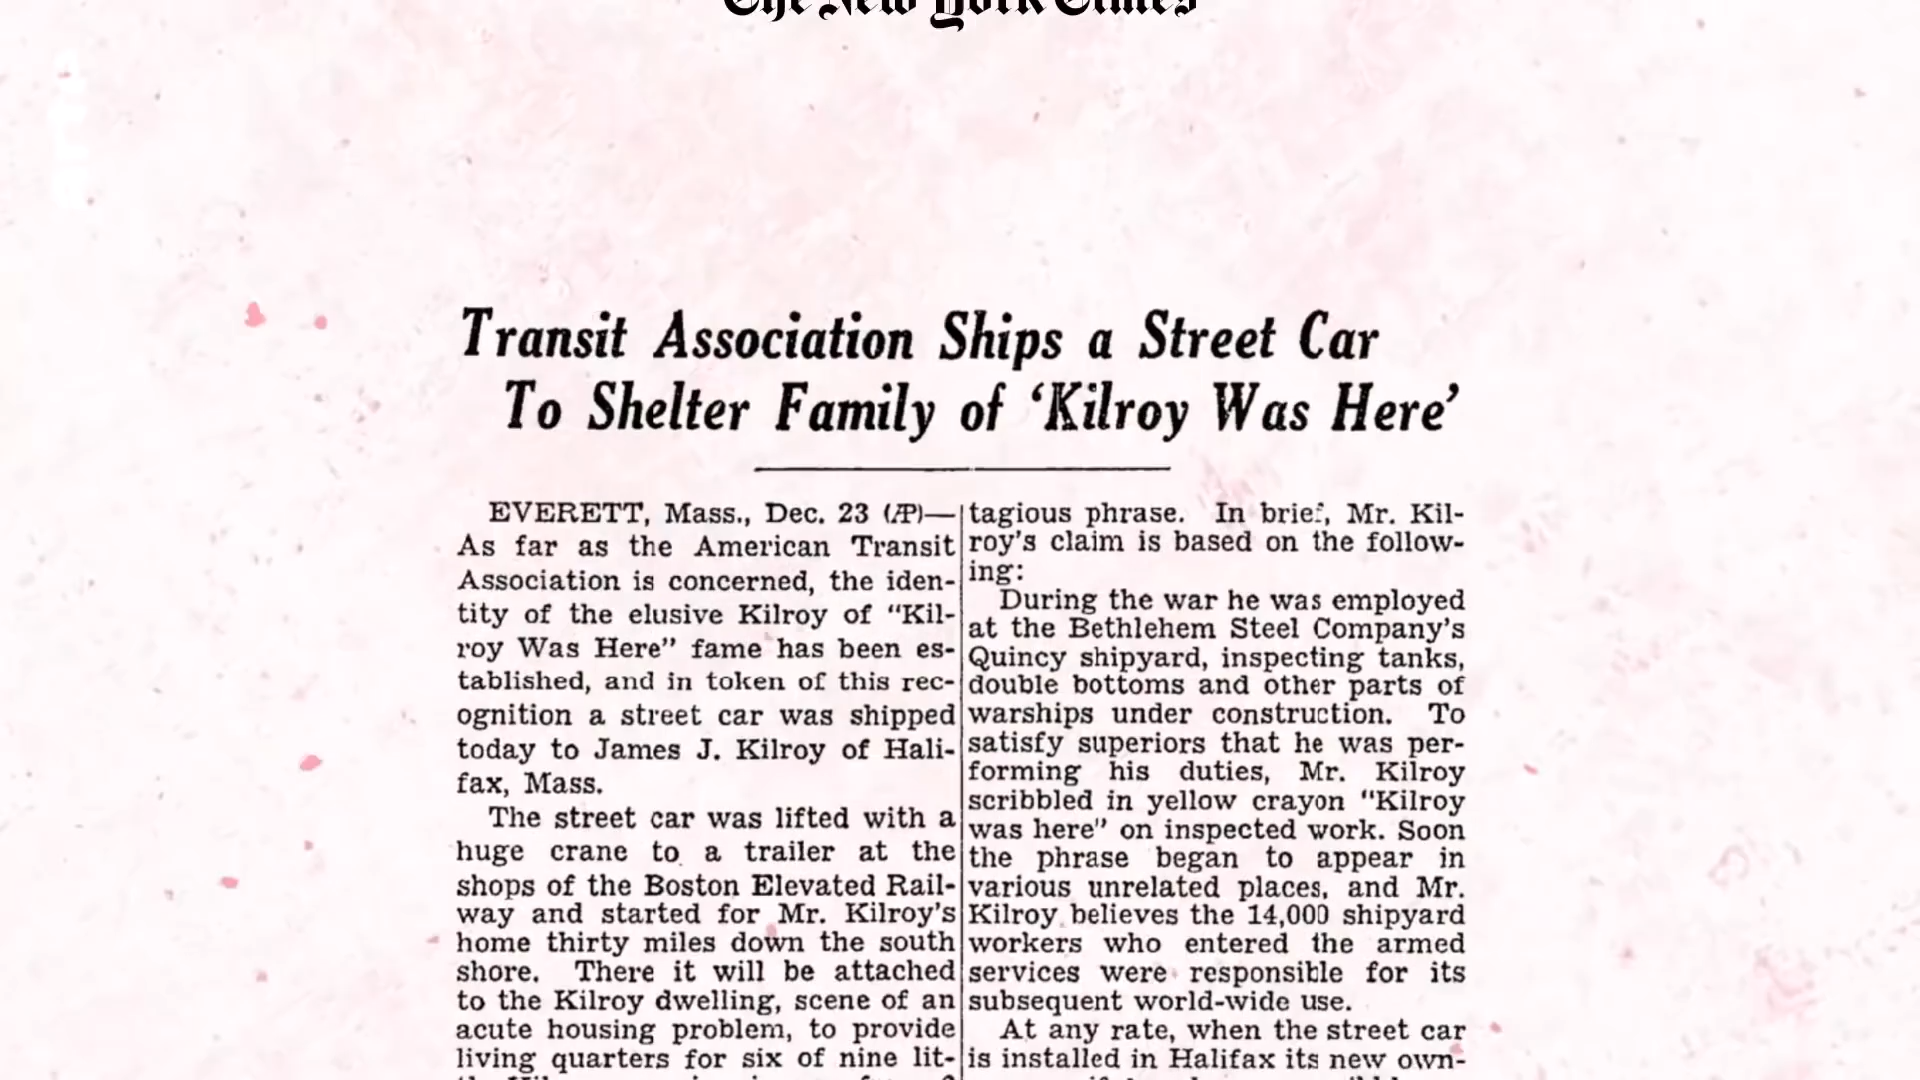 The New York Times
Transit Association Ships a Street Car
To Shelter Family of ‘Kilroy Was Here’
EVERETT, Mass., Dec. 23 (AP)—
As far as the American Transit
Association is concerned, the iden-
tity of the elusive Kilroy of “Kil-
roy Was Here” fame has been es-
tablished, and in token of this rec-
ognition a street car was shipped
today to James J. Kilroy of Hali-
fax, Mass.
The street car was lifted with a
huge crane to a trailer at the
shops of the Boston Elevated Rail-
way and started for Mr. Kilroy's
home thirty miles down the south
shore. There it will be attached
to the Kilroy dwelling, scene of an
acute housing problem, to provide
living quarters for six of nine lit-
tagious phrase. In brief, Mr. Kil-
roy's claim is based on the follow-
ing:
During the war he was employed
at the Bethlehem Steel Company's
Quincy shipyard, inspecting tanks,
double bottoms and other parts of
warships under construction. To
satisfy superiors that he was per-
forming his duties, Mr. Kilroy
scribbled in yellow crayon “Kilroy
was here” on inspected work. Soon
the phrase began to appear in
various unrelated places, and Mr.
Kilroy believes the 14,000 shipyard
workers who entered the armed
services were responsible for its
subsequent world-wide use.
At any rate, when the street car
is installed in Halifax its new own-